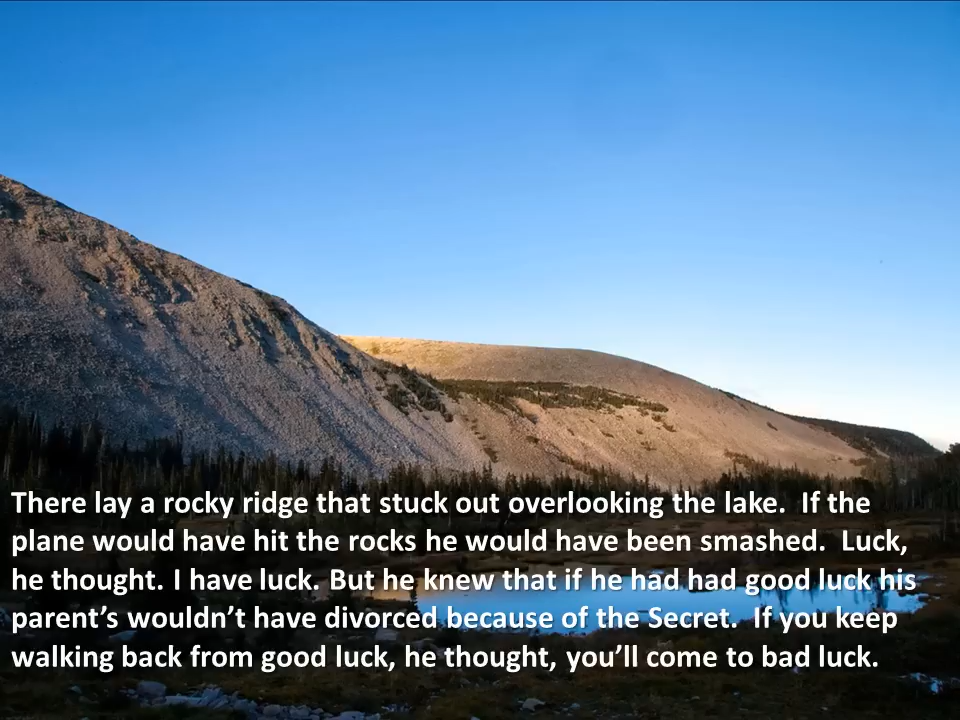 There lay a rocky ridge that stuck out overlooking the lake.  If the
plane would have hit the rocks he would have been smashed.  Luck,
he thought. I have luck. But he knew that if he had had good luck his
parent’s wouldn’t have divorced because of the Secret.  If you keep
walking back from good luck, he thought, you’ll come to bad luck.